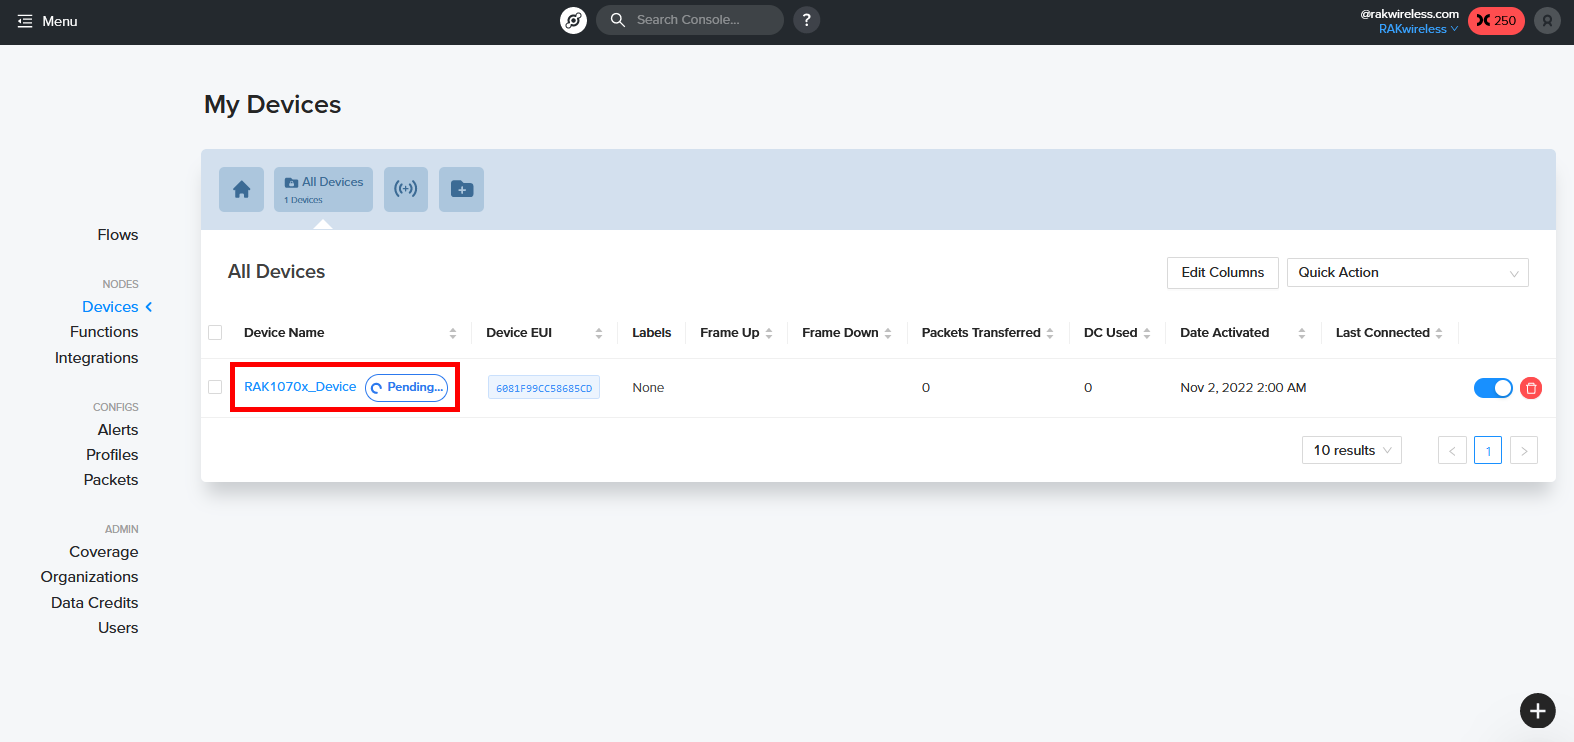 Menu
Search Console...
?
@rakwireless.com
RAKwireless
250
My Devices
All Devices
1 Devices
Flows
NODES
Devices
Functions
Integrations
CONFIGS
Alerts
Profiles
Packets
ADMIN
Coverage
Organizations
Data Credits
Users
All Devices
Edit Columns
Quick Action
Device Name Device EUI Labels Frame Up Frame Down Packets Transferred DC Used Date Activated Last Connected
RAK1070x_Device Pending... 6081F99CC58685CD None 0 0 Nov 2, 2022 2:00 AM
10 results < 1 >